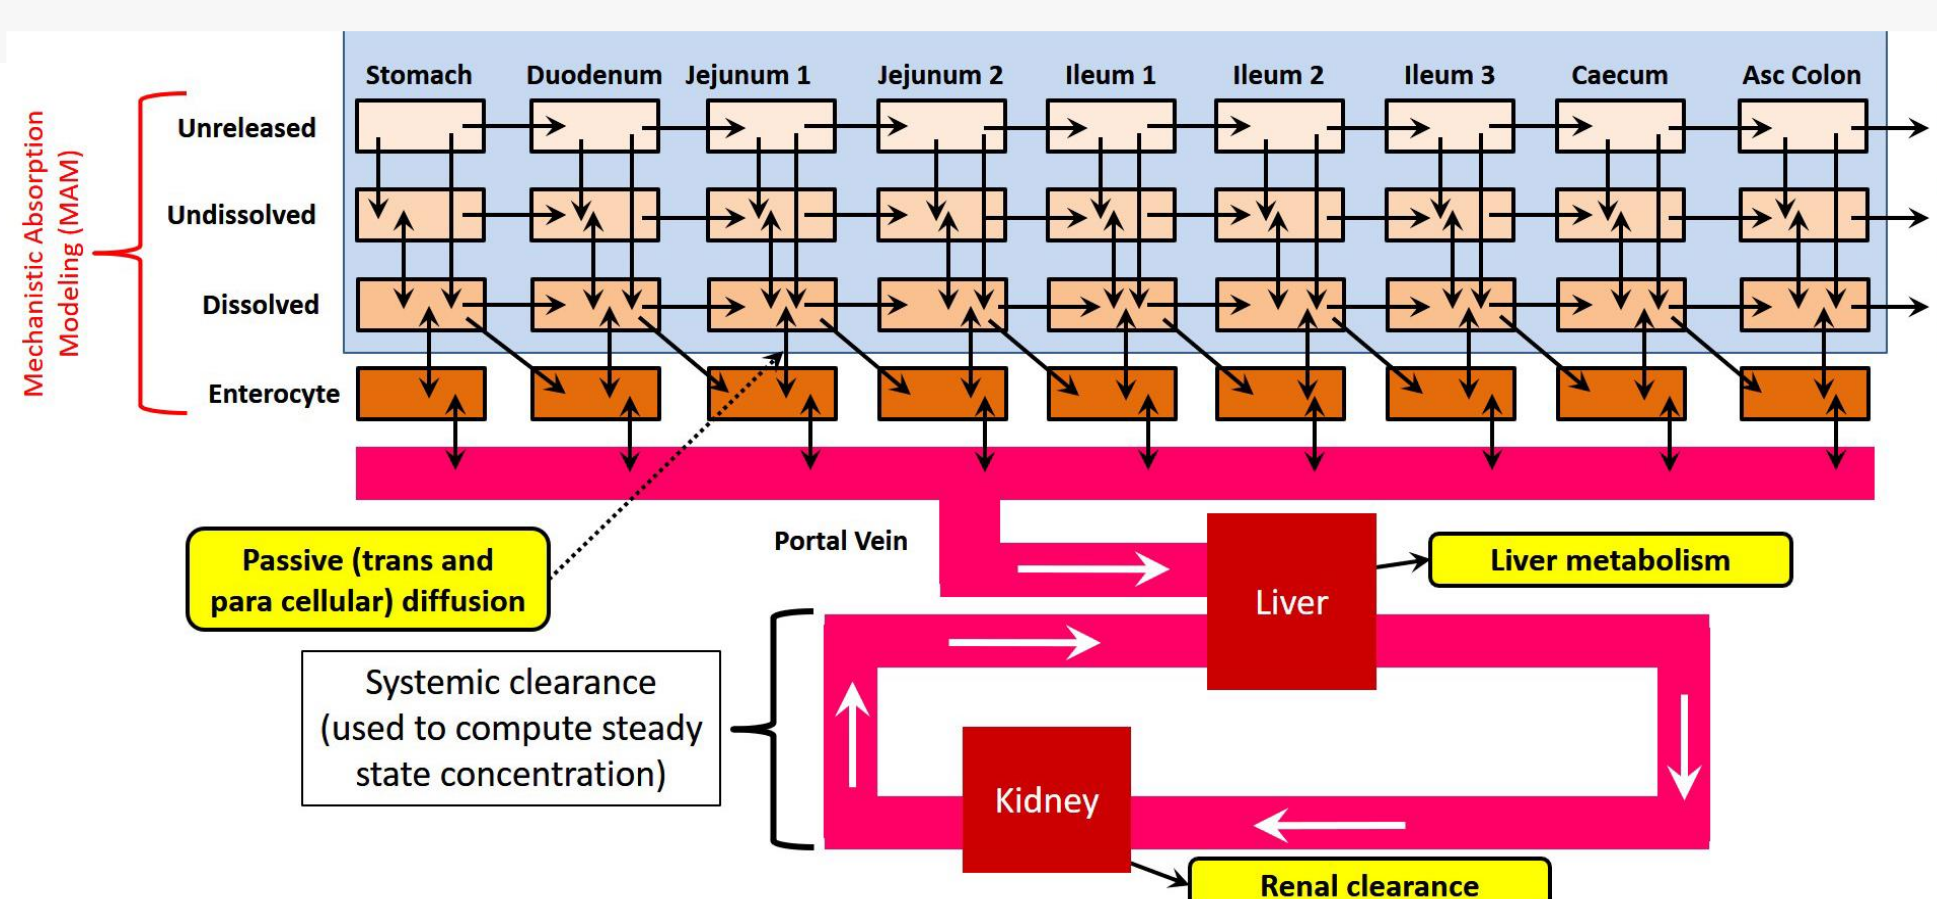 Stomach Duodenum Jejunum 1 Jejunum 2 Ileum 1 Ileum 2 Ileum 3 Caecum Asc Colon
Mechanistic Absorption
Modeling (MAM)
Unreleased
Undissolved
Dissolved
Enterocyte
Passive (trans and
para cellular) diffusion
Portal Vein
Liver
Liver metabolism
Systemic clearance
(used to compute steady
state concentration)
Kidney
Renal clearance